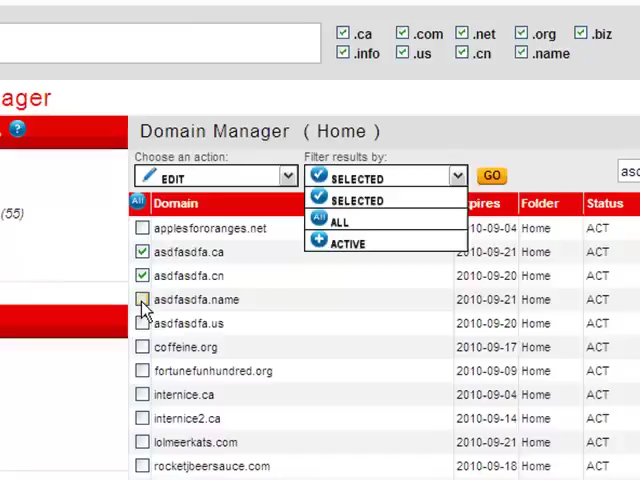 .ca .com .net .org .biz
.info .us .cn .name
ager
?
Domain Manager ( Home )
Choose an action: Filter results by:
EDIT SELECTED GO asd
(55)
All Domain pires Folder Status
SELECTED
All ALL
ACTIVE
applesfororanges.net 2010-09-04 Home ACT
asdfasdfa.ca 2010-09-21 Home ACT
asdfasdfa.cn 2010-09-20 Home ACT
asdfasdfa.name 2010-09-21 Home ACT
asdfasdfa.us 2010-09-20 Home ACT
coffeine.org 2010-09-17 Home ACT
fortunefunhundred.org 2010-09-21 Home ACT
internice.ca 2010-09-04 Home ACT
internice2.ca 2010-09-14 Home ACT
lolmeerkats.com 2010-09-21 Home ACT
rocketjbeersauce.com 2010-09-18 Home ACT